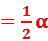 = 1/2 α